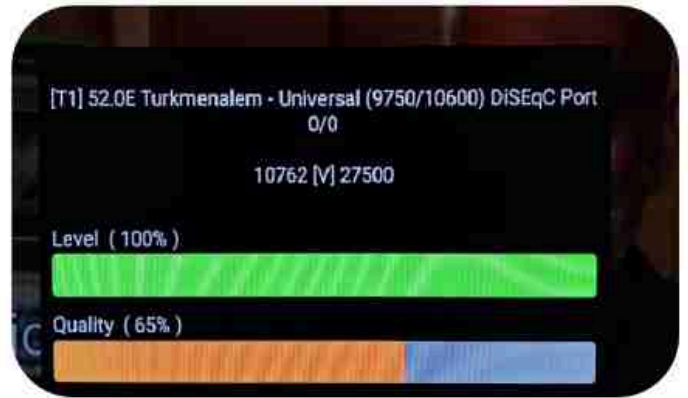 [T1] 52.0E Turkmenalem - Universal (9750/10600) DiSEqC Port
0/0
10762 [V] 27500
Level ( 100% )
Quality ( 65% )